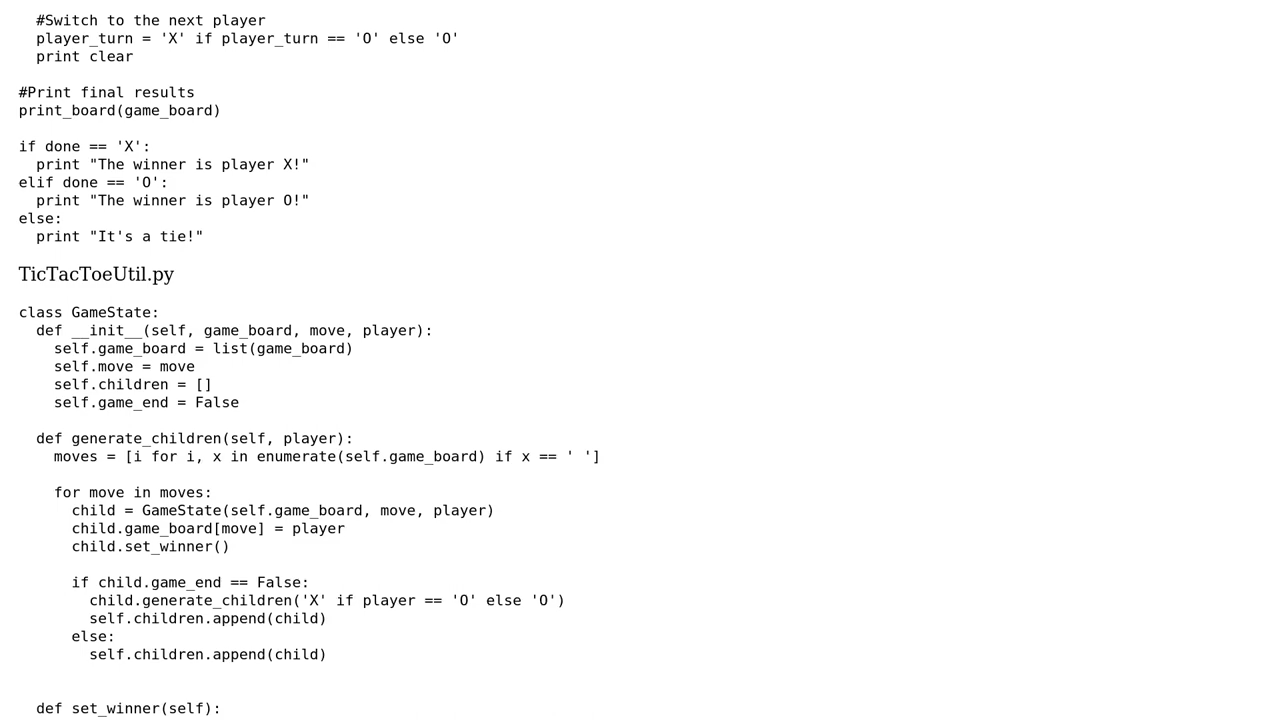 #Switch to the next player
  player_turn = 'X' if player_turn == 'O' else 'O'
  print clear

#Print final results
print_board(game_board)

if done == 'X':
  print "The winner is player X!"
elif done == 'O':
  print "The winner is player O!"
else:
  print "It's a tie!"

TicTacToeUtil.py

class GameState:
  def __init__(self, game_board, move, player):
    self.game_board = list(game_board)
    self.move = move
    self.children = []
    self.game_end = False

  def generate_children(self, player):
    moves = [i for i, x in enumerate(self.game_board) if x == ' ']

    for move in moves:
      child = GameState(self.game_board, move, player)
      child.game_board[move] = player
      child.set_winner()

      if child.game_end == False:
        child.generate_children('X' if player == 'O' else 'O')
        self.children.append(child)
      else:
        self.children.append(child)


  def set_winner(self):